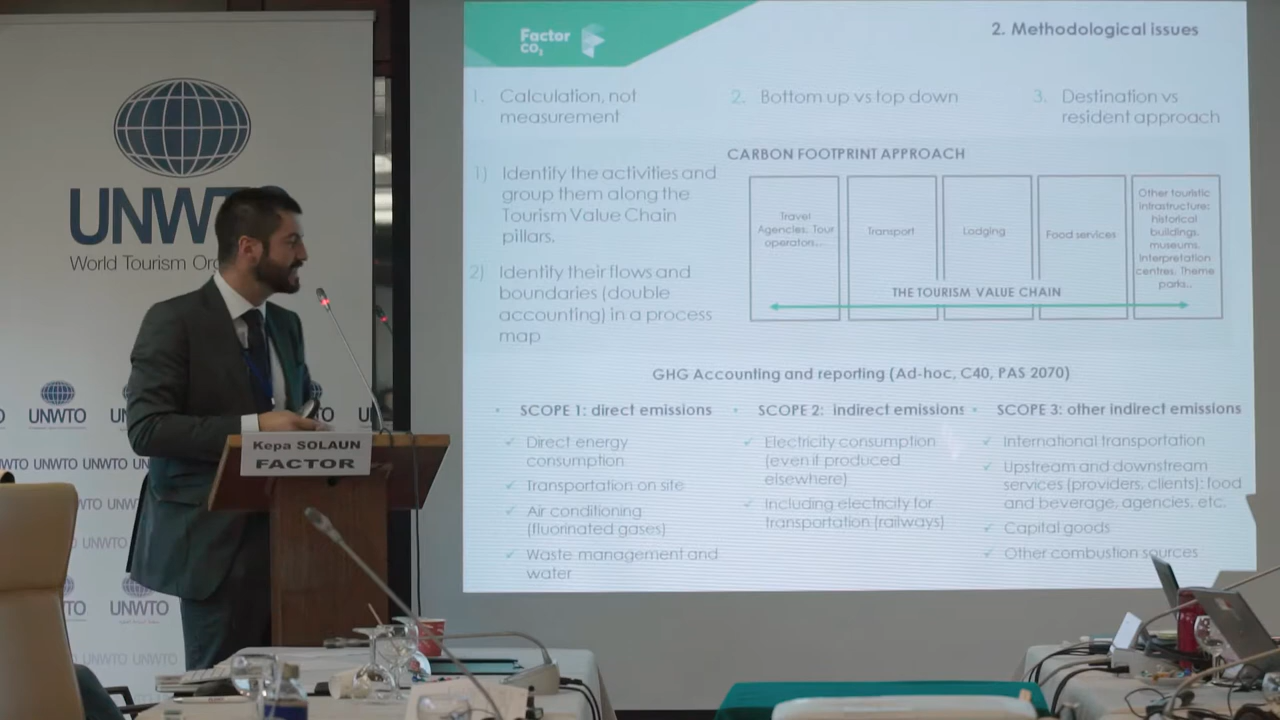 UNWTO
World Tourism Org
UNWTO
UNWTO UNWTO UNWTO UNWTO
UNWTO
UNWTO UNWTO
Kepa SOLAUN
FACTOR
Factor
co,
2. Methodological issues
1. Calculation, not
measurement
2. Bottom up vs top down
3. Destination vs
resident approach
CARBON FOOTPRINT APPROACH
1) Identify the activities and
group them along the
Tourism Value Chain
pillars.
2) Identify their flows and
boundaries (double
accounting) in a process
map
Travel
Agencies. Tour
operators...
Transport
Lodging
Food services
Other touristic
infrastructure:
historical
buildings,
museums,
Interpretation
centres. Theme
parks...
THE TOURISM VALUE CHAIN
GHG Accounting and reporting (Ad-hoc, C40, PAS 2070)
• SCOPE 1: direct emissions
✓ Direct energy
consumption
✓ Transportation on site
✓ Air conditioning
(fluorinated gases)
✓ Waste management and
water
• SCOPE 2: indirect emissions
✓ Electricity consumption
(even if produced
elsewhere)
✓ Including electricity for
transportation (railways)
• SCOPE 3: other indirect emissions
✓ International transportation
✓ Upstream and downstream
services (providers, clients): food
and beverage, agencies, etc.
✓ Capital goods
✓ Other combustion sources